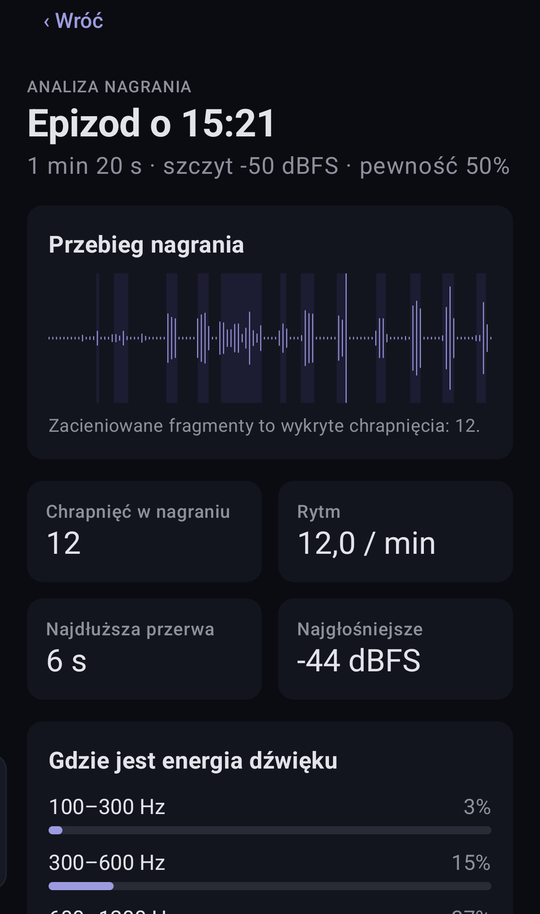 ‹ Wróć
ANALIZA NAGRANIA
Epizod o 15:21
1 min 20 s · szczyt -50 dBFS · pewność 50%
Przebieg nagrania
Zacieniowane fragmenty to wykryte chrapnięcia: 12.
Chrapnięć w nagraniu
12
Rytm
12,0 / min
Najdłuższa przerwa
6 s
Najgłośniejsze
-44 dBFS
Gdzie jest energia dźwięku
100–300 Hz 3%
300–600 Hz 15%